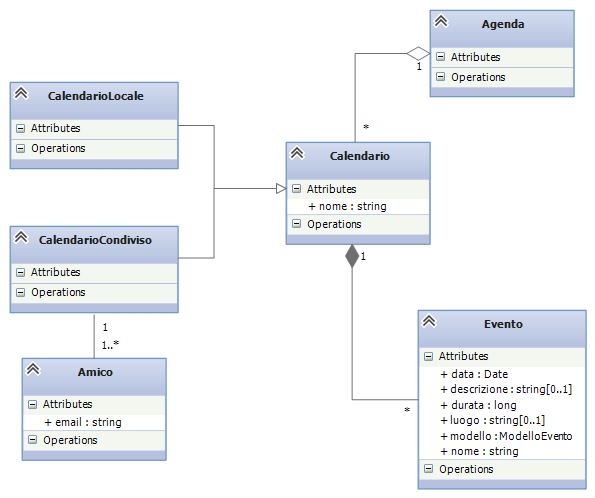 Agenda
Attributes
Operations
1
*
CalendarioLocale
Attributes
Operations
Calendario
Attributes
+ nome : string
Operations
1
CalendarioCondiviso
Attributes
Operations
1
1..*
Amico
Attributes
+ email : string
Operations
Evento
Attributes
+ data : Date
+ descrizione : string[0..1]
+ durata : long
+ luogo : string[0..1]
+ modello :ModelloEvento
+ nome : string
Operations
*